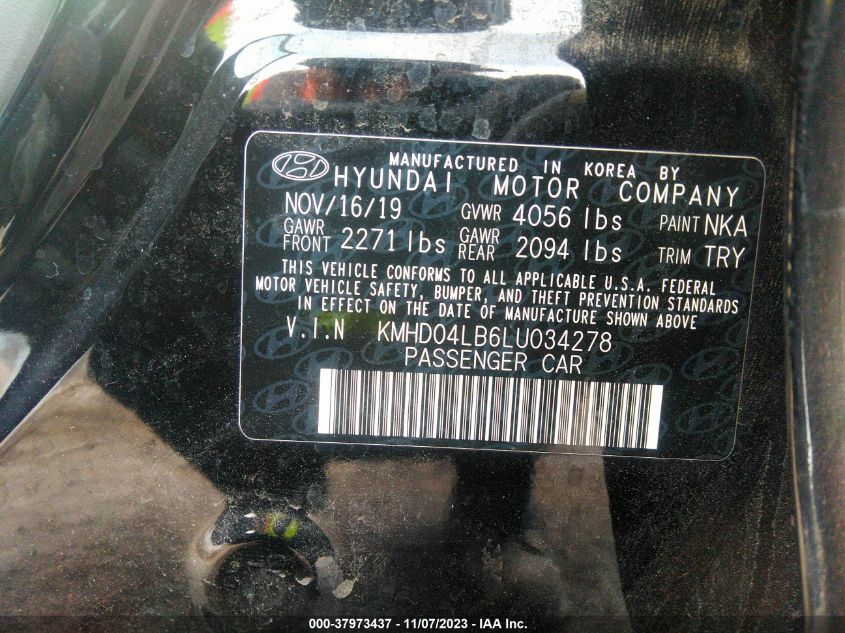 MANUFACTURED IN KOREA BY
HYUNDAI MOTOR COMPANY
NOV/16/19 GVWR 4056 lbs PAINT NKA
GAWR FRONT 2271 lbs GAWR REAR 2094 lbs TRIM TRY
THIS VEHICLE CONFORMS TO ALL APPLICABLE U.S.A. FEDERAL
MOTOR VEHICLE SAFETY, BUMPER, AND THEFT PREVENTION STANDARDS
IN EFFECT ON THE DATE OF MANUFACTURE SHOWN ABOVE
V.I.N KMHD04LB6LU034278
PASSENGER CAR
000-37973437 - 11/07/2023 - IAA Inc.